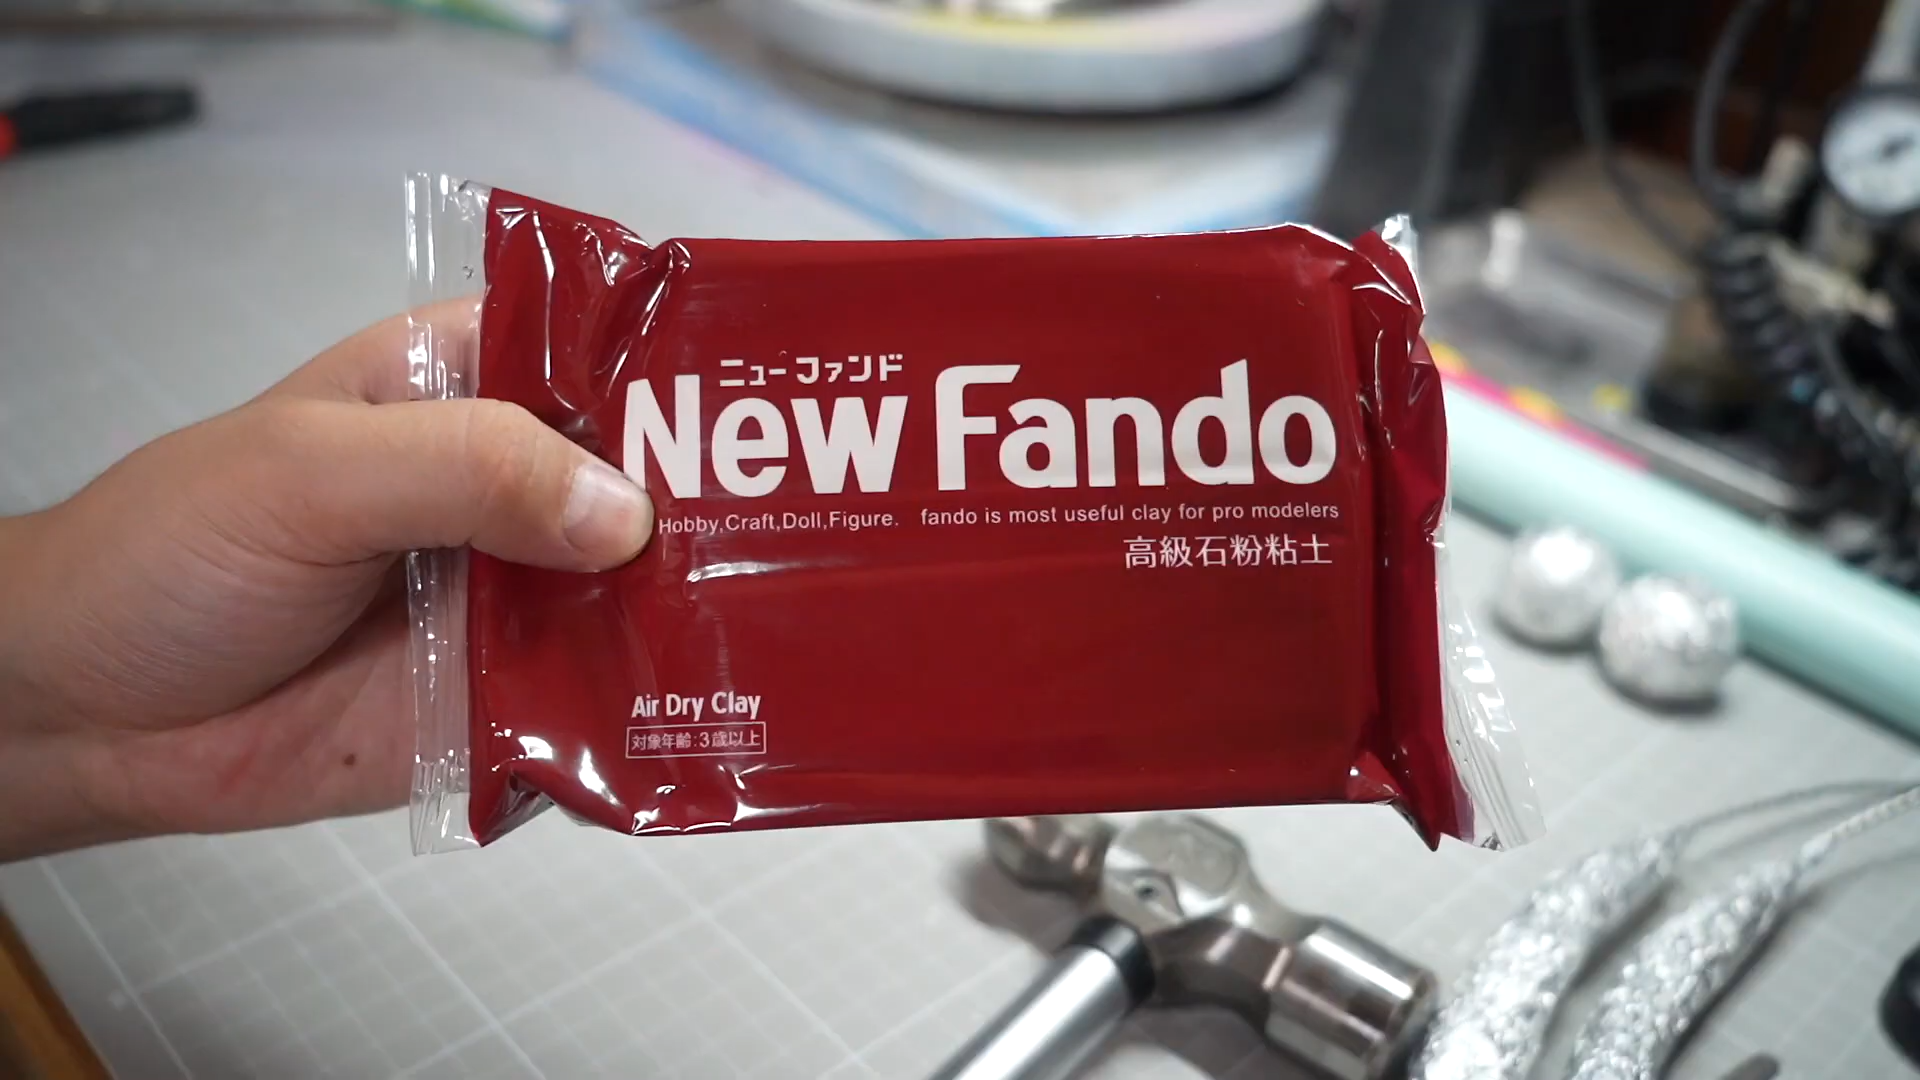 ニューファンド
New Fando
Hobby,Craft,Doll,Figure. fando is most useful clay for pro modelers
高級石粉粘土
Air Dry Clay
対象年齢:3歳以上